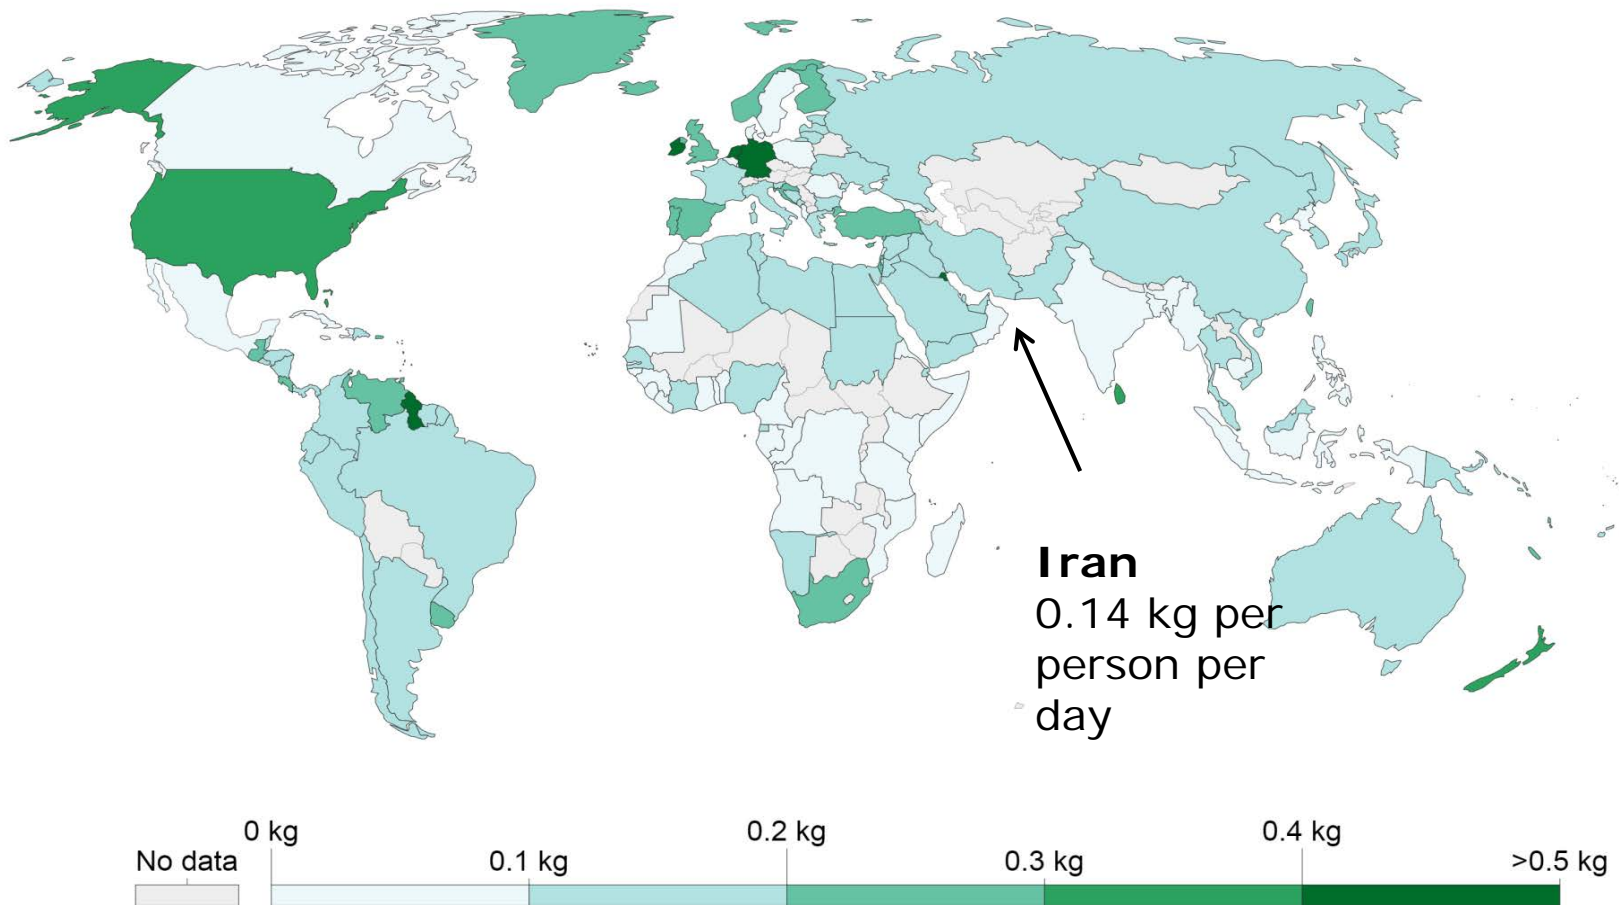 Iran
0.14 kg per
person per
day
0 kg
0.2 kg
0.4 kg
No data
0.1 kg
0.3 kg
>0.5 kg